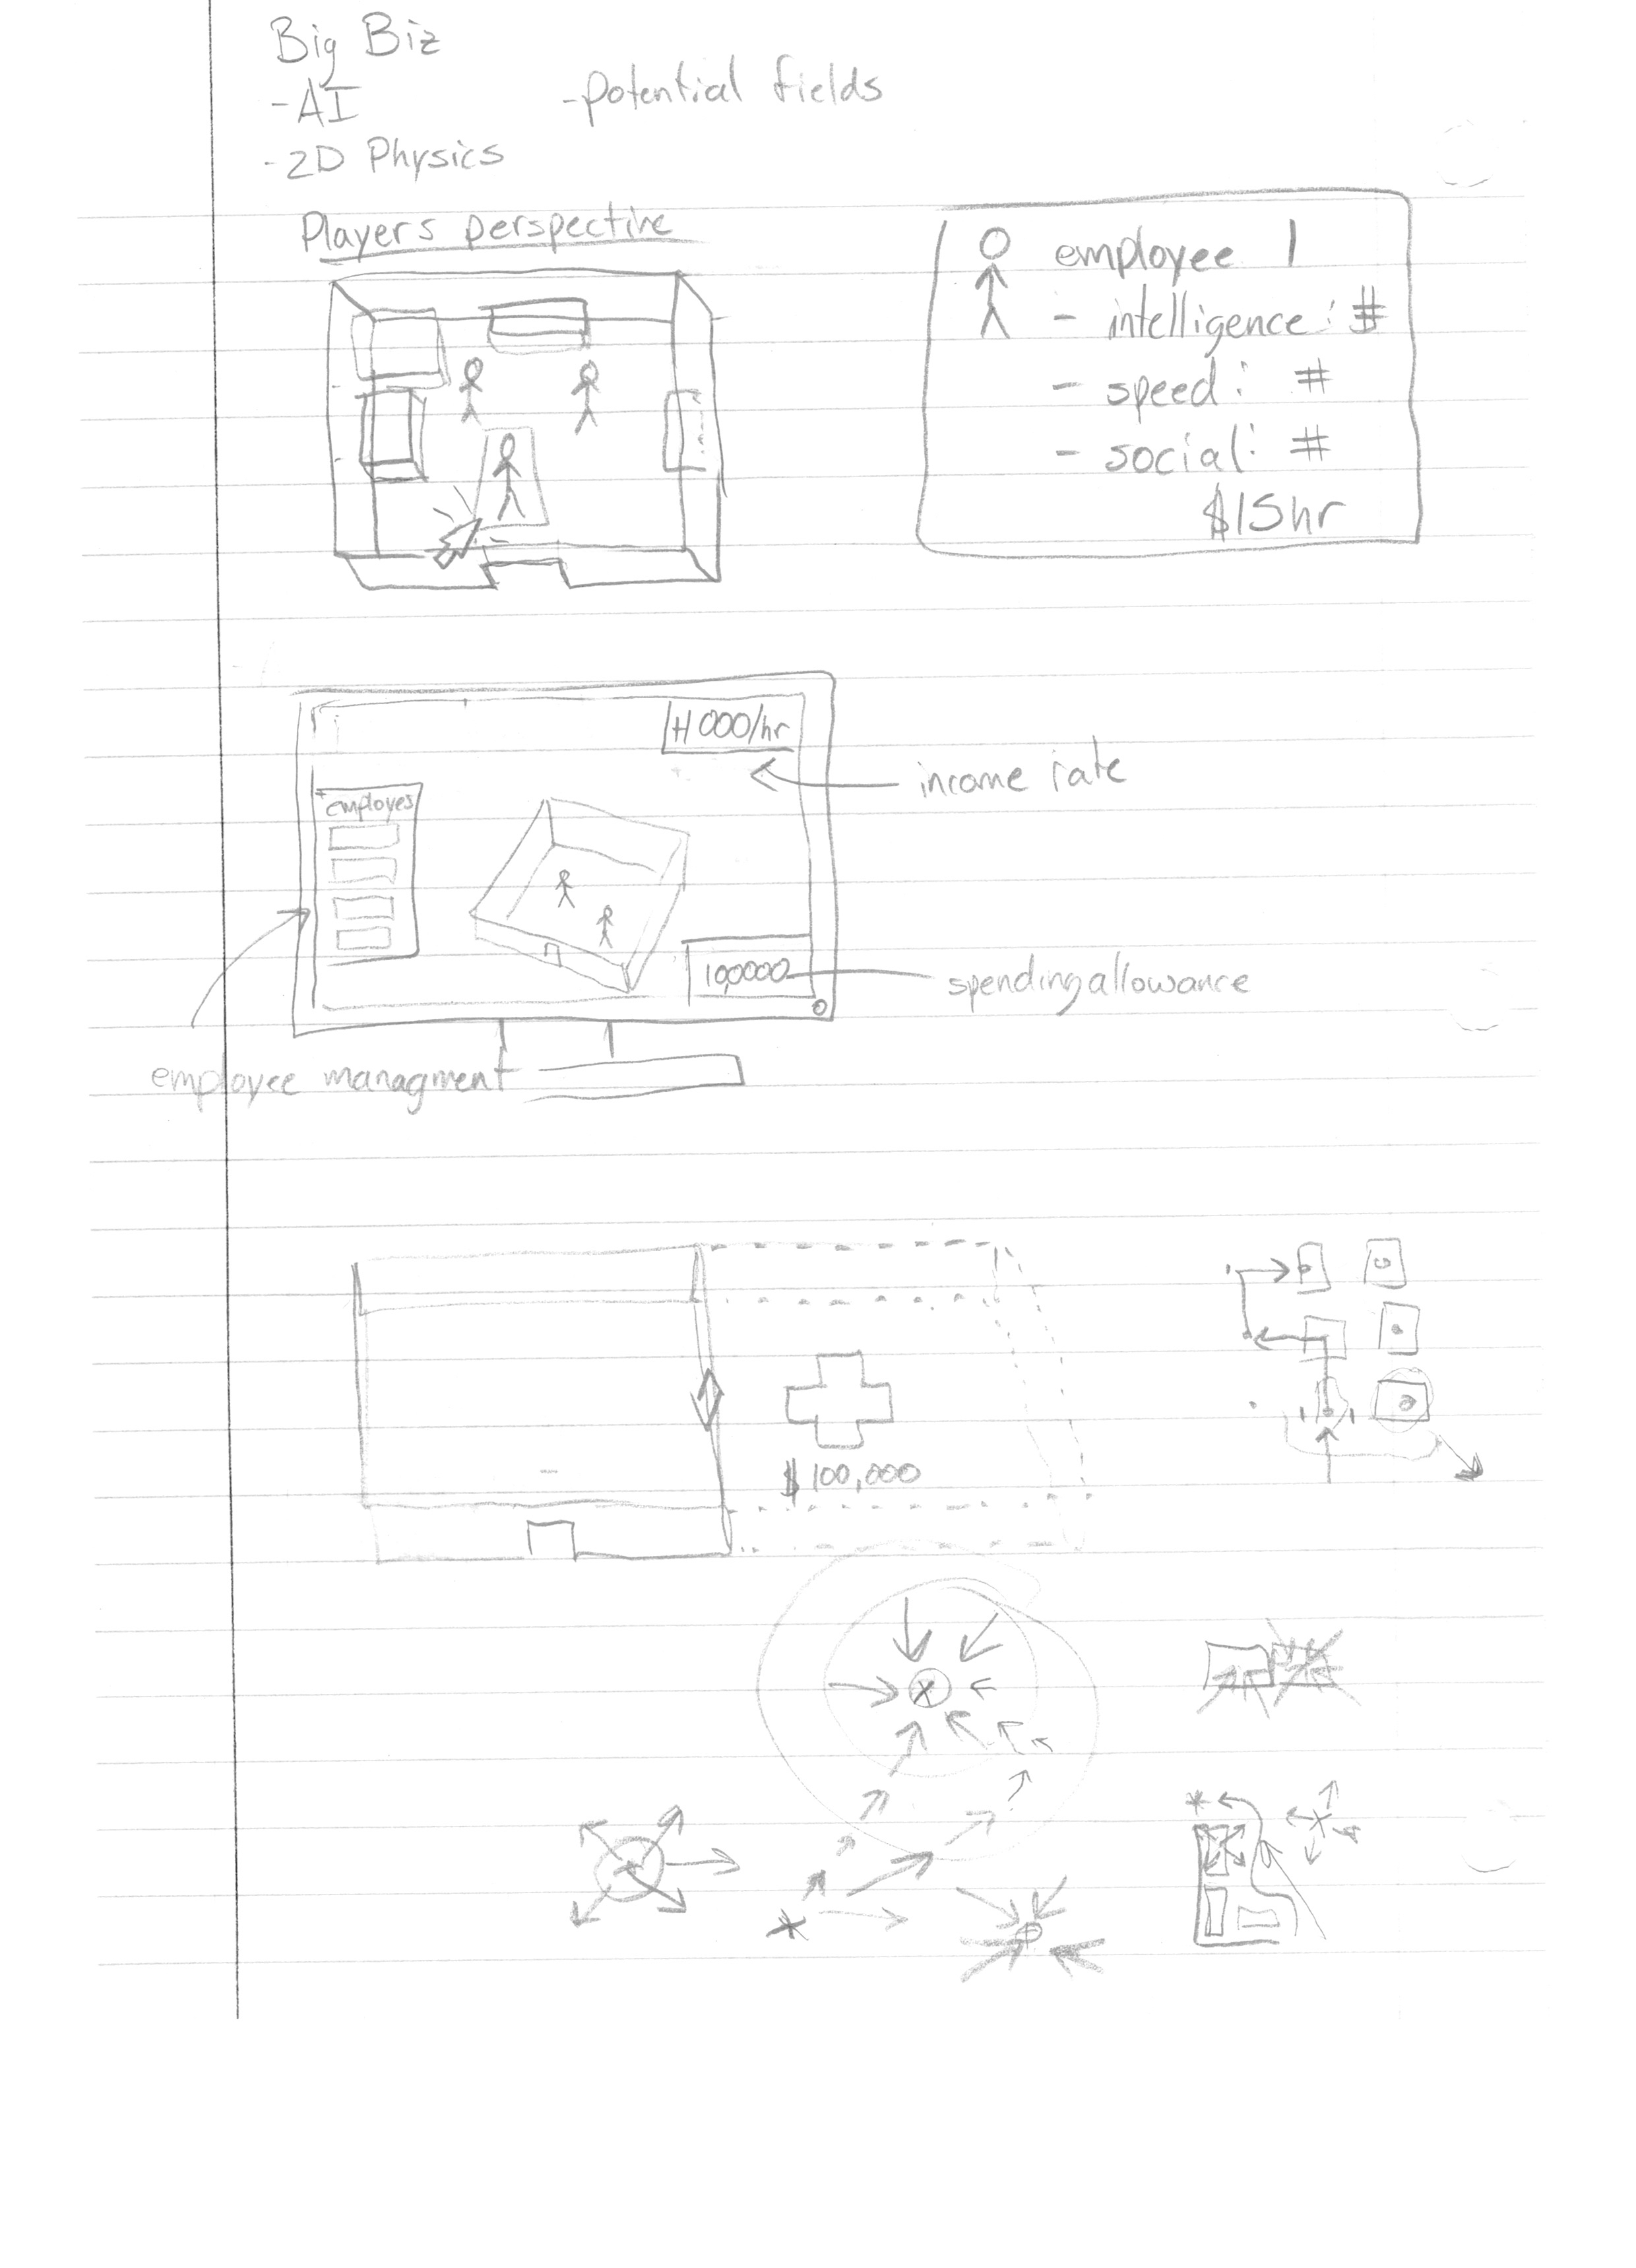 Big Biz
-AI
-potential fields
-2D Physics
Players perspective
employee 1
- intelligence: #
- speed: #
- social: #
$15hr
000/hr
income rate
employes
100000
spending allowance
employee managment
$100,000